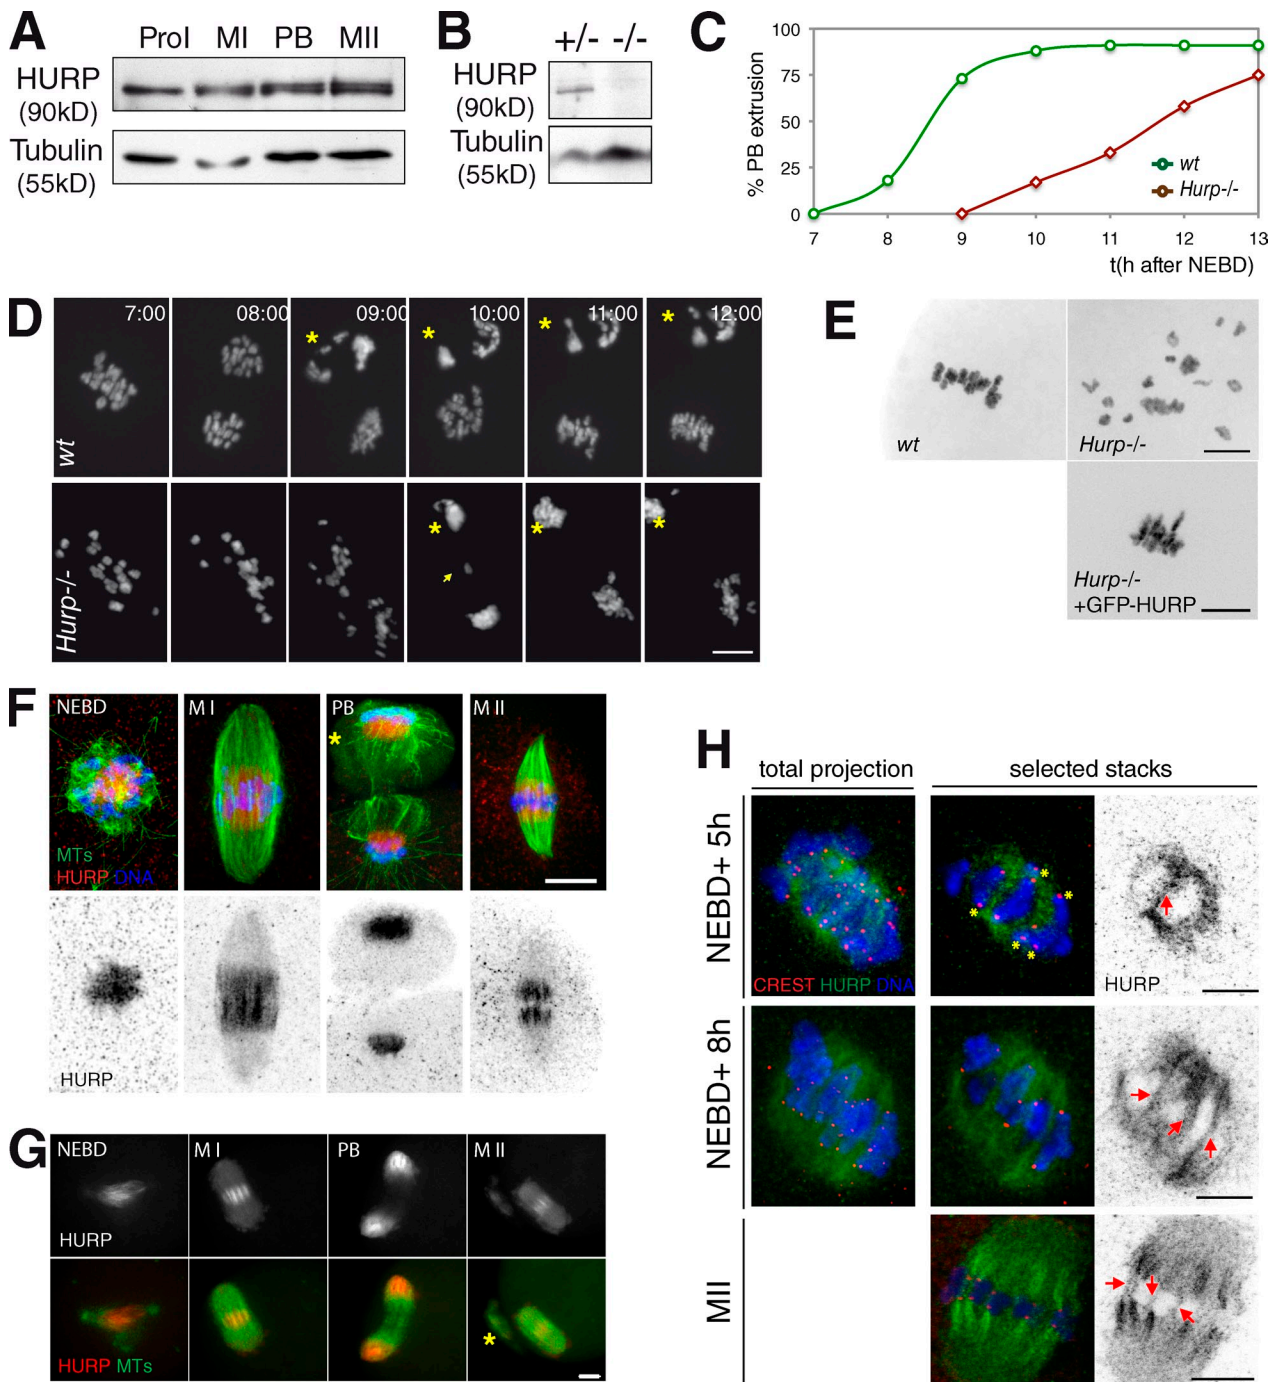 A
ProI MI PB MII
HURP
(90kD)
Tubulin
(55kD)
B
+/- -/-
HURP
(90kD)
Tubulin
(55kD)
C
% PB extrusion
100
75
50
25
0
wt
Hurp-/-
7 8 9 10 11 12 13
t(h after NEBD)
D
7:00 08:00 09:00 10:00 11:00 12:00
* * * *
wt
* * *
Hurp-/-
E
wt
Hurp-/-
Hurp-/-
+GFP-HURP
F
NEBD M I PB M II
*
MTs
HURP DNA
HURP
G
NEBD M I PB M II
HURP
*
HURP MTs
H
total projection selected stacks
NEBD+ 5h
* * * * *
CREST HURP DNA
HURP
NEBD+ 8h
MII